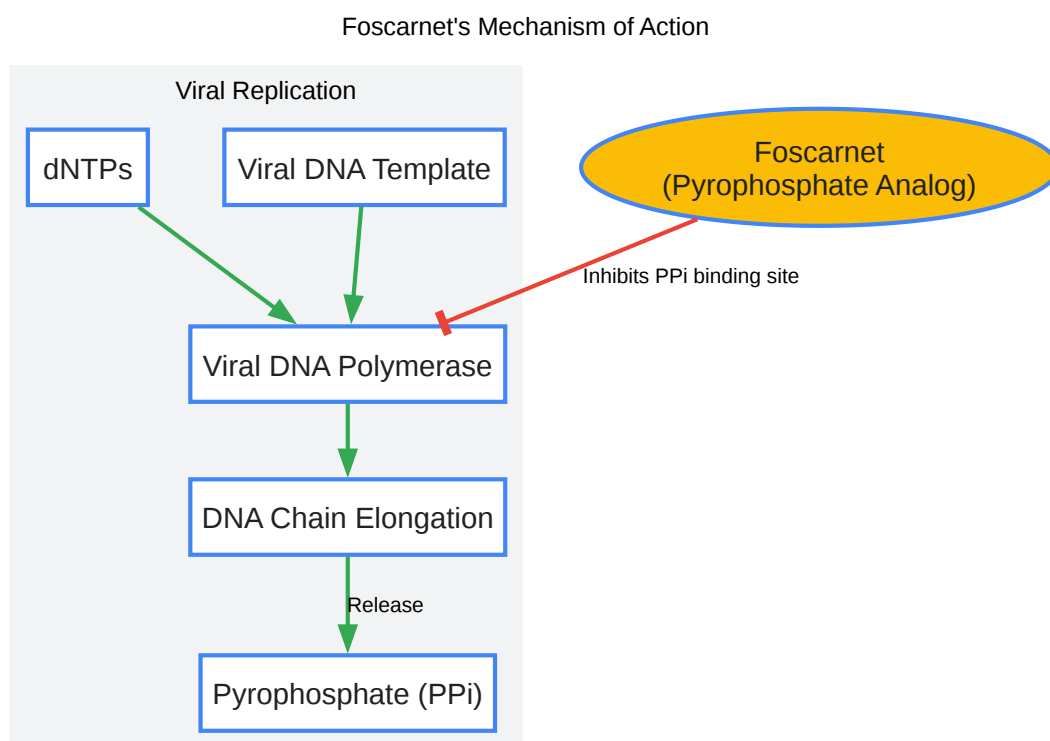 Foscarnet's Mechanism of Action
Viral Replication
dNTPs
Viral DNA Template
Foscarnet
(Pyrophosphate Analog)
Inhibits PPi binding site
Viral DNA Polymerase
DNA Chain Elongation
Release
Pyrophosphate (PPi)